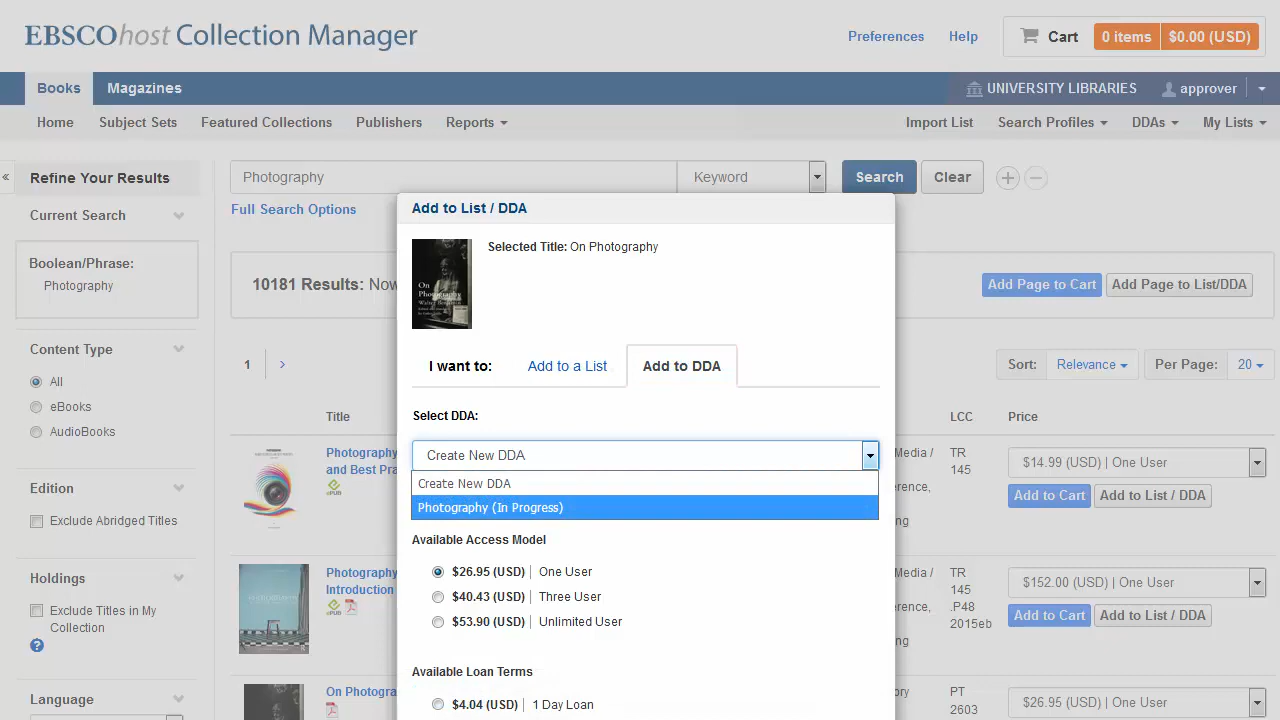 EBSCOhost Collection Manager
Preferences
Help
Cart
0 items
$0.00 (USD)
Books
Magazines
UNIVERSITY LIBRARIES
approver
Home
Subject Sets
Featured Collections
Publishers
Reports
Import List
Search Profiles
DDAs
My Lists
«
Refine Your Results
Photography
Keyword
Search
Clear
Full Search Options
Current Search
Boolean/Phrase:
Photography
Add to List / DDA
Selected Title: On Photography
On
Photography
Walter Benjamin
10181 Results: Now
Add Page to Cart
Add Page to List/DDA
Content Type
All
eBooks
AudioBooks
1
>
I want to:
Add to a List
Add to DDA
Sort:
Relevance
Per Page:
20
Title
LCC
Price
Select DDA:
Create New DDA
Create New DDA
Photography (In Progress)
Photography
and Best Pra
ePUB
Media /
erence,
ng
TR
145
$14.99 (USD) | One User
Add to Cart
Add to List / DDA
Edition
Exclude Abridged Titles
Available Access Model
$26.95 (USD) | One User
$40.43 (USD) | Three User
$53.90 (USD) | Unlimited User
Holdings
Exclude Titles in My
Collection
?
Photography
Introduction
ePUB
Media /
erence,
ng
TR
145
.P48
2015eb
$152.00 (USD) | One User
Add to Cart
Add to List / DDA
Available Loan Terms
$4.04 (USD) | 1 Day Loan
Language
On Photogra
ory
PT
2603
$26.95 (USD) | One User